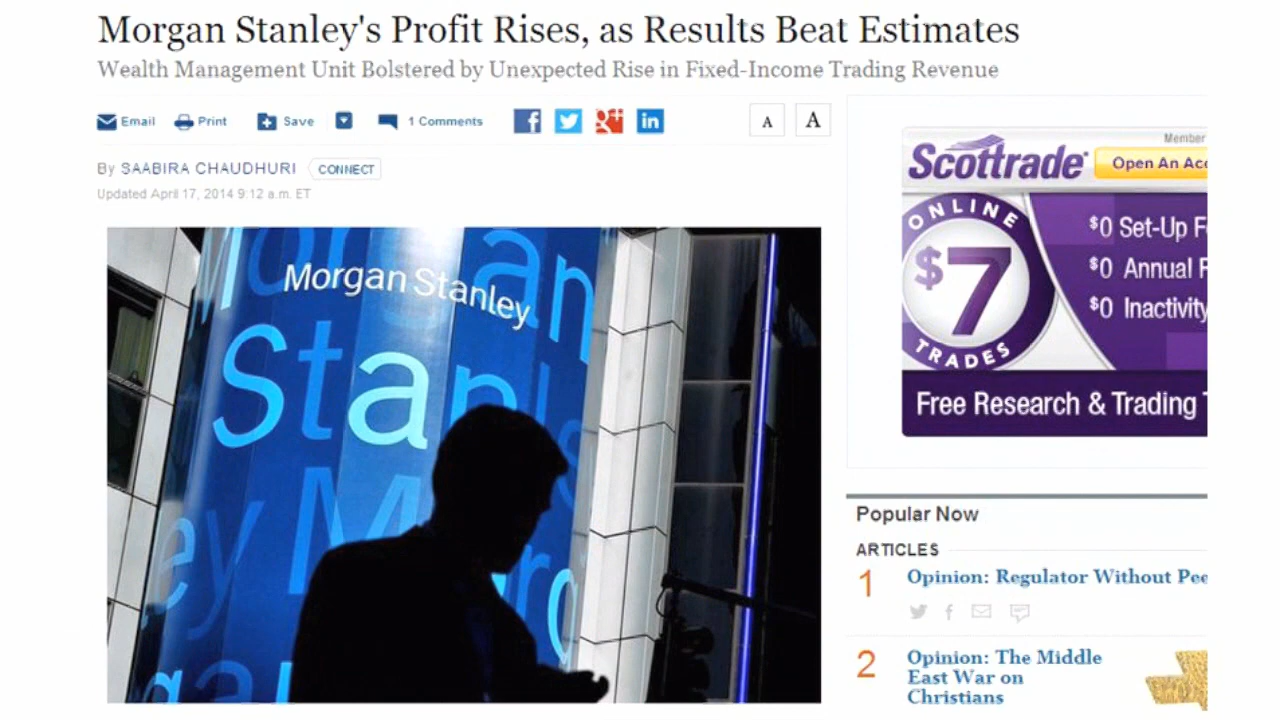 Morgan Stanley's Profit Rises, as Results Beat Estimates
Wealth Management Unit Bolstered by Unexpected Rise in Fixed-Income Trading Revenue
Email Print Save 1 Comments
A A
By SAABIRA CHAUDHURI CONNECT
Updated April 17, 2014 9:12 a.m. ET
Morgan Stanley
Stan
Member
Scottrade
Open An
ONLINE
$7
TRADES
$0 Set-Up
$0 Annual
$0 Inactivity
Free Research & Trading
Popular Now
ARTICLES
1 Opinion: Regulator Without
2 Opinion: The Middle
East War on
Christians